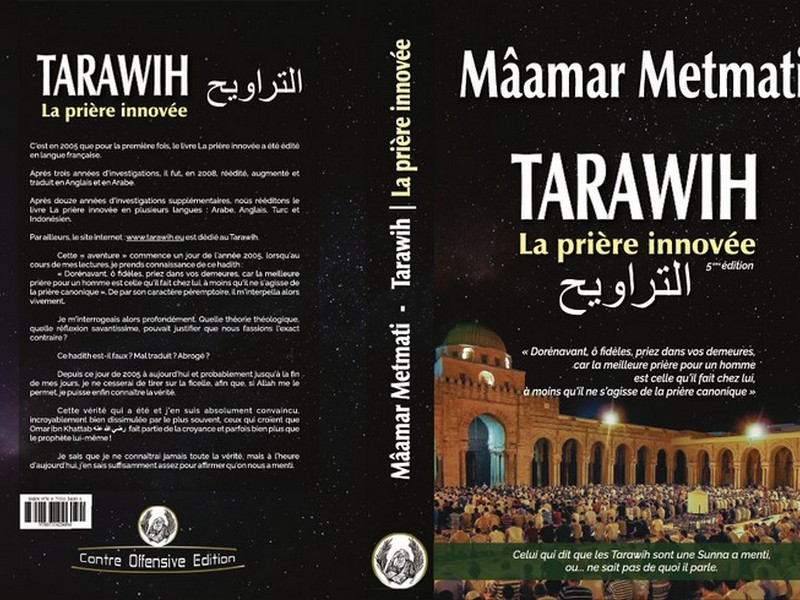 TARAWIH التراويح
La prière innovée
C'est en 2005 que pour la première fois, le livre La prière innovée a été édité
en langue française.
Après trois années d'investigations, il fut, en 2008, réédité, augmenté et
traduit en Anglais et en Arabe.
Après douze années d'investigations supplémentaires, nous rééditons le
livre La prière innovée en plusieurs langues : Arabe, Anglais, Turc et
Indonésien.
Par ailleurs, le site internet : www.tarawih.eu est dédié au Tarawih.
Cette « aventure » commence un jour de l'année 2005, lorsqu'au
cours de mes lectures, je prends connaissance de ce hadith:
« Dorénavant, ô fidèles, priez dans vos demeures, car la meilleure
prière pour un homme est celle qu'il fait chez lui, à moins qu'il ne s'agisse de
la prière canonique ». De par son caractère péremptoire, il m'interpella alors
vivement.
Je m'interrogeais alors profondément. Quelle théorie théologique,
quelle réflexion savantissime, pouvait justifier que nous fassions l'exact
contraire ?
Ce hadith est-il faux ? Mal traduit ? Abrogé ?
Depuis ce jour de 2005 à aujourd'hui et probablement jusqu'à la fin
de mes jours, je ne cesserai de tirer sur la ficelle, afin que, si Allah me le
permet, je puisse enfin connaître la vérité.
Cette vérité qui a été et j'en suis absolument convaincu,
incroyablement bien dissimulée par le plus souvent, ceux qui croient que
Omar ibn Khattab رضي الله عنه fait partie de la croyance et parfois bien plus que
le prophète lui-même !
Je sais que je ne connaîtrai jamais toute la vérité, mais à l'heure
d'aujourd'hui, j'en sais suffisamment assez pour affirmer qu'on nous a menti.
Contre Offensive Edition
Mâamar Metmati - Tarawih | La prière innovée
Mâamar Metmati
TARAWIH
La prière innovée
5ème édition
التراويح
« Dorénavant, ô fidèles, priez dans vos demeures,
car la meilleure prière pour un homme
est celle qu'il fait chez lui,
à moins qu'il ne s'agisse de la prière canonique »
Celui qui dit que les Tarawih sont une Sunna a menti,
ou... ne sait pas de quoi il parle.